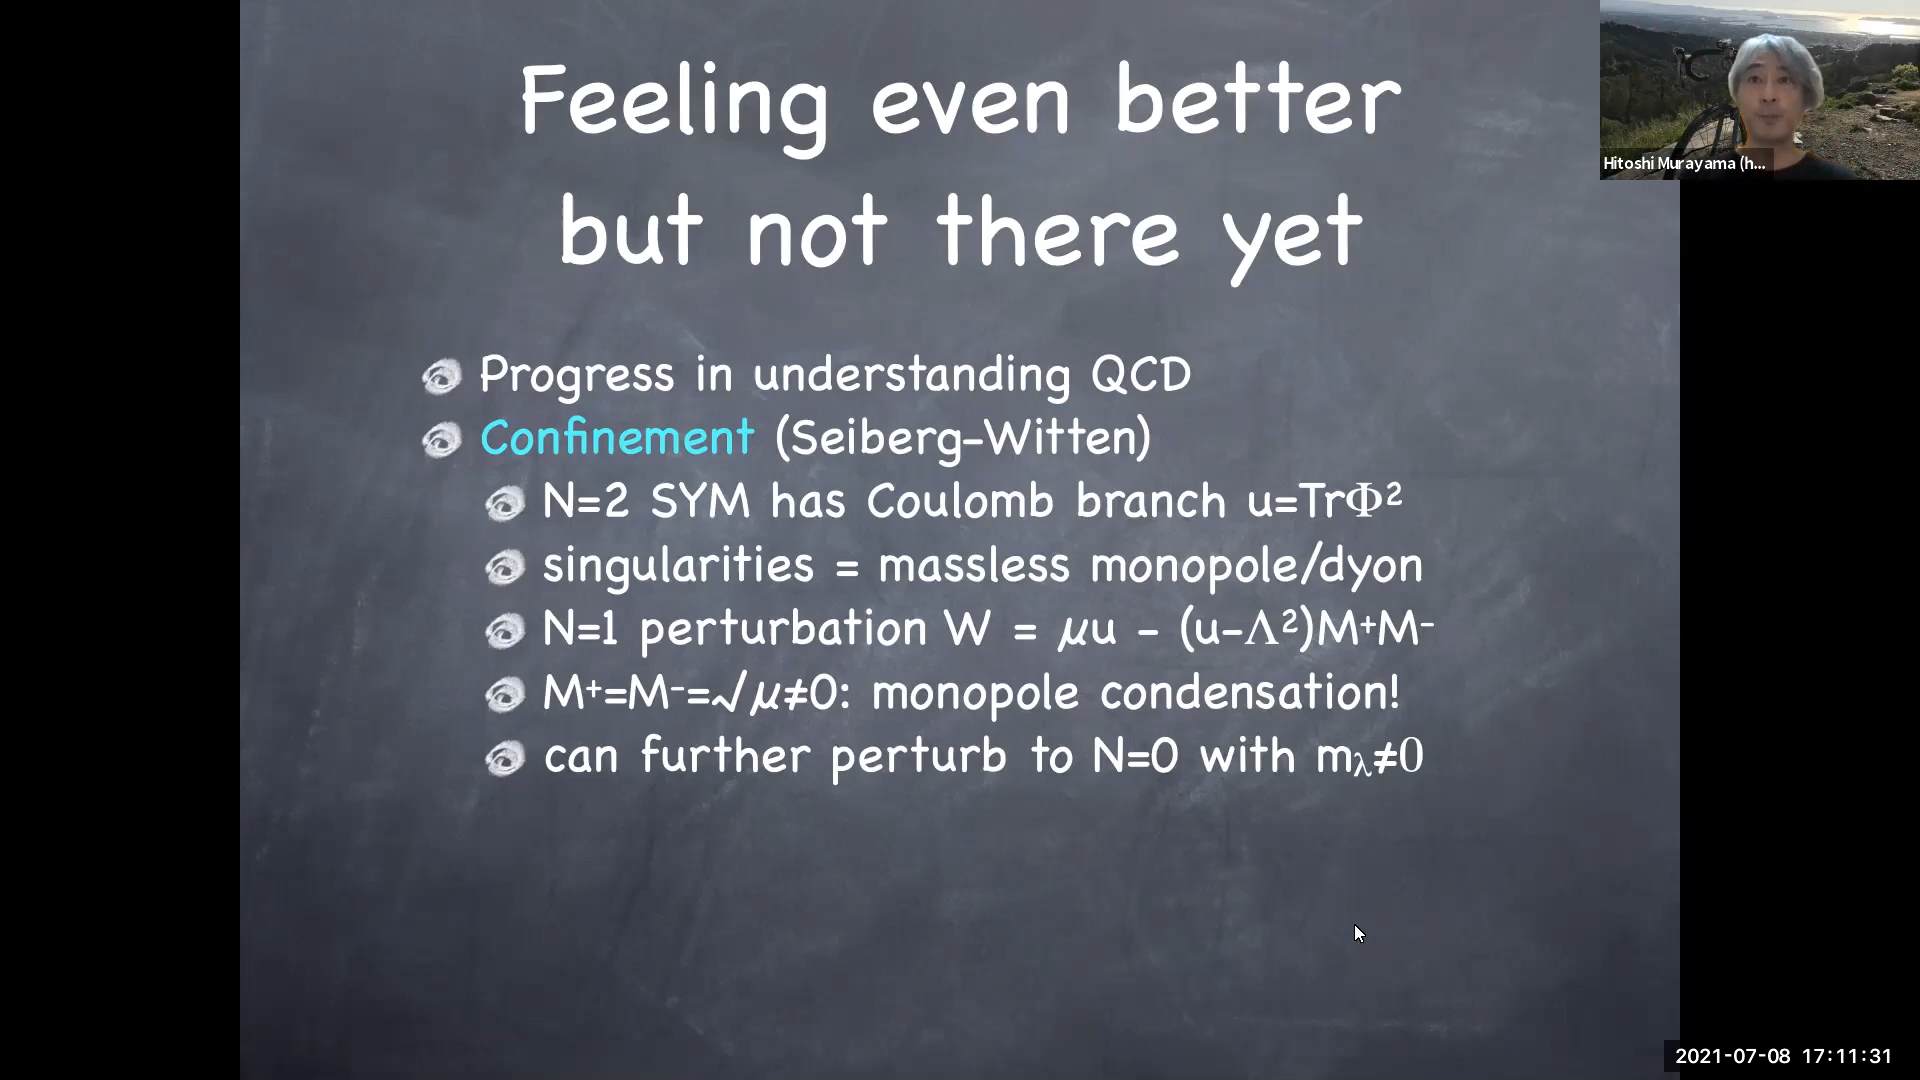 Feeling even better
but not there yet
Hitoshi Murayama (h...
Progress in understanding QCD
Confinement (Seiberg-Witten)
N=2 SYM has Coulomb branch u=TrΦ²
singularities = massless monopole/dyon
N=1 perturbation W = μu - (u-Λ²)M⁺M⁻
M⁺=M⁻=√μ≠0: monopole condensation!
can further perturb to N=0 with mλ≠0
2021-07-08 17:11:31